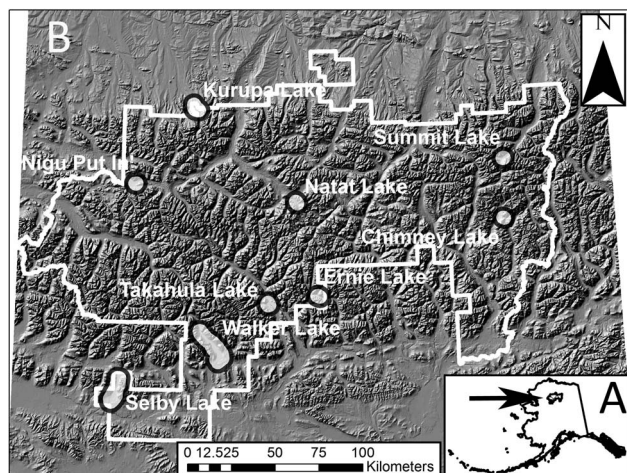 B
N
Kurupa Lake
Summit Lake
Nigu Put In
Natat Lake
Chimney Lake
Takahula Lake
Ernie Lake
Walker Lake
Selby Lake
A
0 12.525 50 75 100
Kilometers